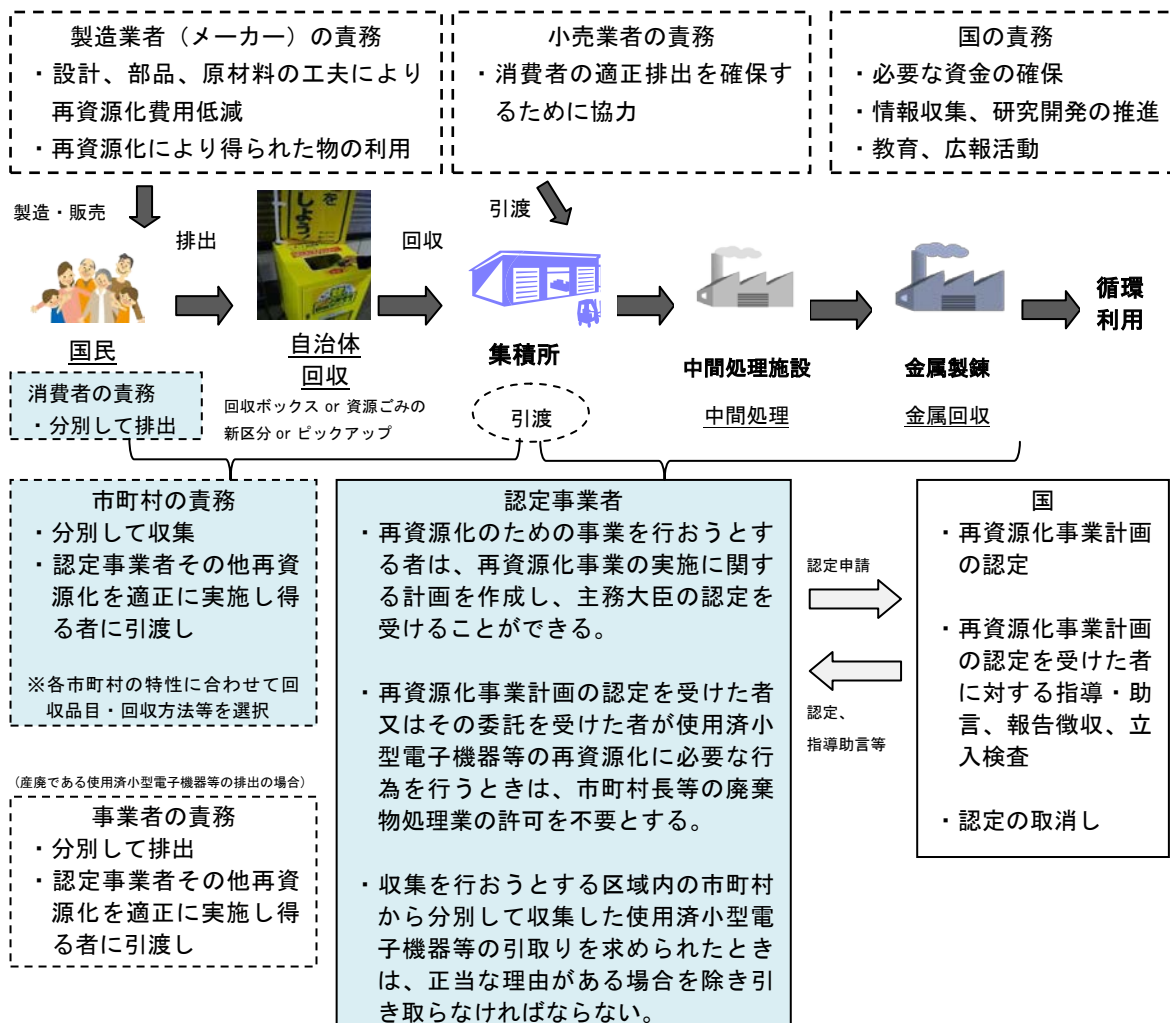 製造業者（メーカー）の責務
・設計、部品、原材料の工夫により
再資源化費用低減
・再資源化により得られた物の利用
小売業者の責務
・消費者の適正排出を確保す
るために協力
国の責務
・必要な資金の確保
・情報収集、研究開発の推進
・教育、広報活動
製造・販売
排出
回収
引渡
を
しよう!
国民
自治体
回収
回収ボックス or 資源ごみの
新区分 or ピックアップ
集積所
引渡
中間処理施設
中間処理
金属製錬
金属回収
循環
利用
消費者の責務
・分別して排出
市町村の責務
・分別して収集
・認定事業者その他再資
源化を適正に実施し得
る者に引渡し
※各市町村の特性に合わせて回
収品目・回収方法等を選択
（産廃である使用済小型電子機器等の排出の場合）
事業者の責務
・分別して排出
・認定事業者その他再資
源化を適正に実施し得
る者に引渡し
認定事業者
・再資源化のための事業を行おうとす
る者は、再資源化事業の実施に関す
る計画を作成し、主務大臣の認定を
受けることができる。
・再資源化事業計画の認定を受けた者
又はその委託を受けた者が使用済小
型電子機器等の再資源化に必要な行
為を行うときは、市町村長等の廃棄
物処理業の許可を不要とする。
・収集を行おうとする区域内の市町村
から分別して収集した使用済小型電
子機器等の引取りを求められたとき
は、正当な理由がある場合を除き引
き取らなければならない。
認定申請
認定、
指導助言等
国
・再資源化事業計画
の認定
・再資源化事業計画
の認定を受けた者
に対する指導・助
言、報告徴収、立
入検査
・認定の取消し